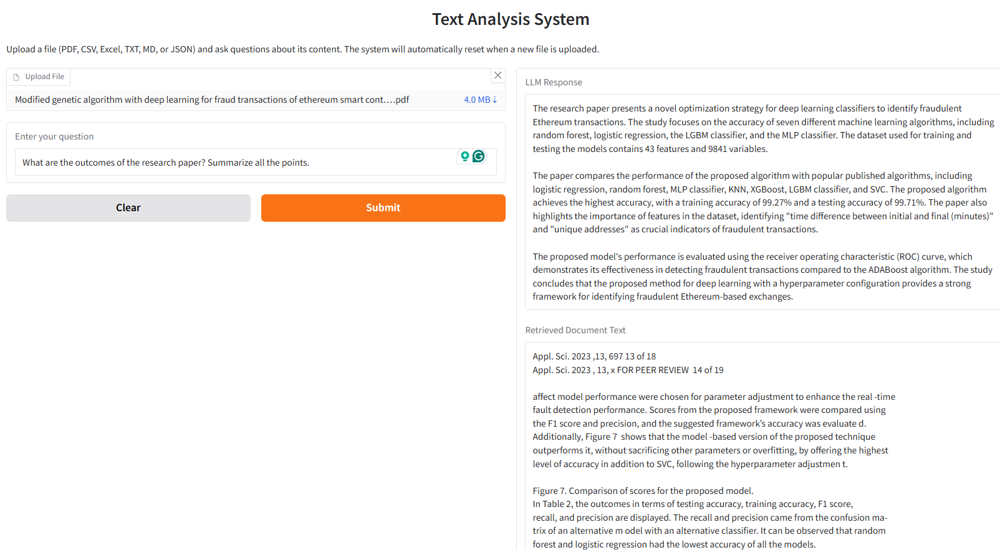 Text Analysis System
Upload a file (PDF, CSV, Excel, TXT, MD, or JSON) and ask questions about its content. The system will automatically reset when a new file is uploaded.
Upload File
Modified genetic algorithm with deep learning for fraud transactions of ethereum smart cont….pdf
4.0 MB ↓
Enter your question
What are the outcomes of the research paper? Summarize all the points.
Clear
Submit
LLM Response
The research paper presents a novel optimization strategy for deep learning classifiers to identify fraudulent
Ethereum transactions. The study focuses on the accuracy of seven different machine learning algorithms, including
random forest, logistic regression, the LGBM classifier, and the MLP classifier. The dataset used for training and
testing the models contains 43 features and 9841 variables.
The paper compares the performance of the proposed algorithm with popular published algorithms, including
logistic regression, random forest, MLP classifier, KNN, XGBoost, LGBM classifier, and SVC. The proposed algorithm
achieves the highest accuracy, with a training accuracy of 99.27% and a testing accuracy of 99.71%. The paper also
highlights the importance of features in the dataset, identifying "time difference between initial and final (minutes)"
and "unique addresses" as crucial indicators of fraudulent transactions.
The proposed model's performance is evaluated using the receiver operating characteristic (ROC) curve, which
demonstrates its effectiveness in detecting fraudulent transactions compared to the ADABoost algorithm. The study
concludes that the proposed method for deep learning with a hyperparameter configuration provides a strong
framework for identifying fraudulent Ethereum-based exchanges.
Retrieved Document Text
Appl. Sci. 2023 ,13, 697 13 of 18
Appl. Sci. 2023 , 13, x FOR PEER REVIEW  14 of 19
affect model performance were chosen for parameter adjustment to enhance the real -time
fault detection performance. Scores from the proposed framework were compared using
the F1 score and precision, and the suggested framework's accuracy was evaluate d.
Additionally, Figure 7  shows that the model -based version of the proposed technique
outperforms it, without sacrificing other parameters or overfitting, by offering the highest
level of accuracy in addition to SVC, following the hyperparameter adjustmen t.
Figure 7. Comparison of scores for the proposed model.
In Table 2, the outcomes in terms of testing accuracy, training accuracy, F1 score,
recall, and precision are displayed. The recall and precision came from the confusion ma-
trix of an alternative m odel with an alternative classifier. It can be observed that random
forest and logistic regression had the lowest accuracy of all the models.